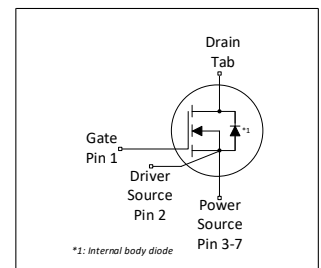 Drain
Tab
*1
Gate
Pin 1
Driver
Source
Pin 2
Power
Source
Pin 3-7
*1: Internal body diode